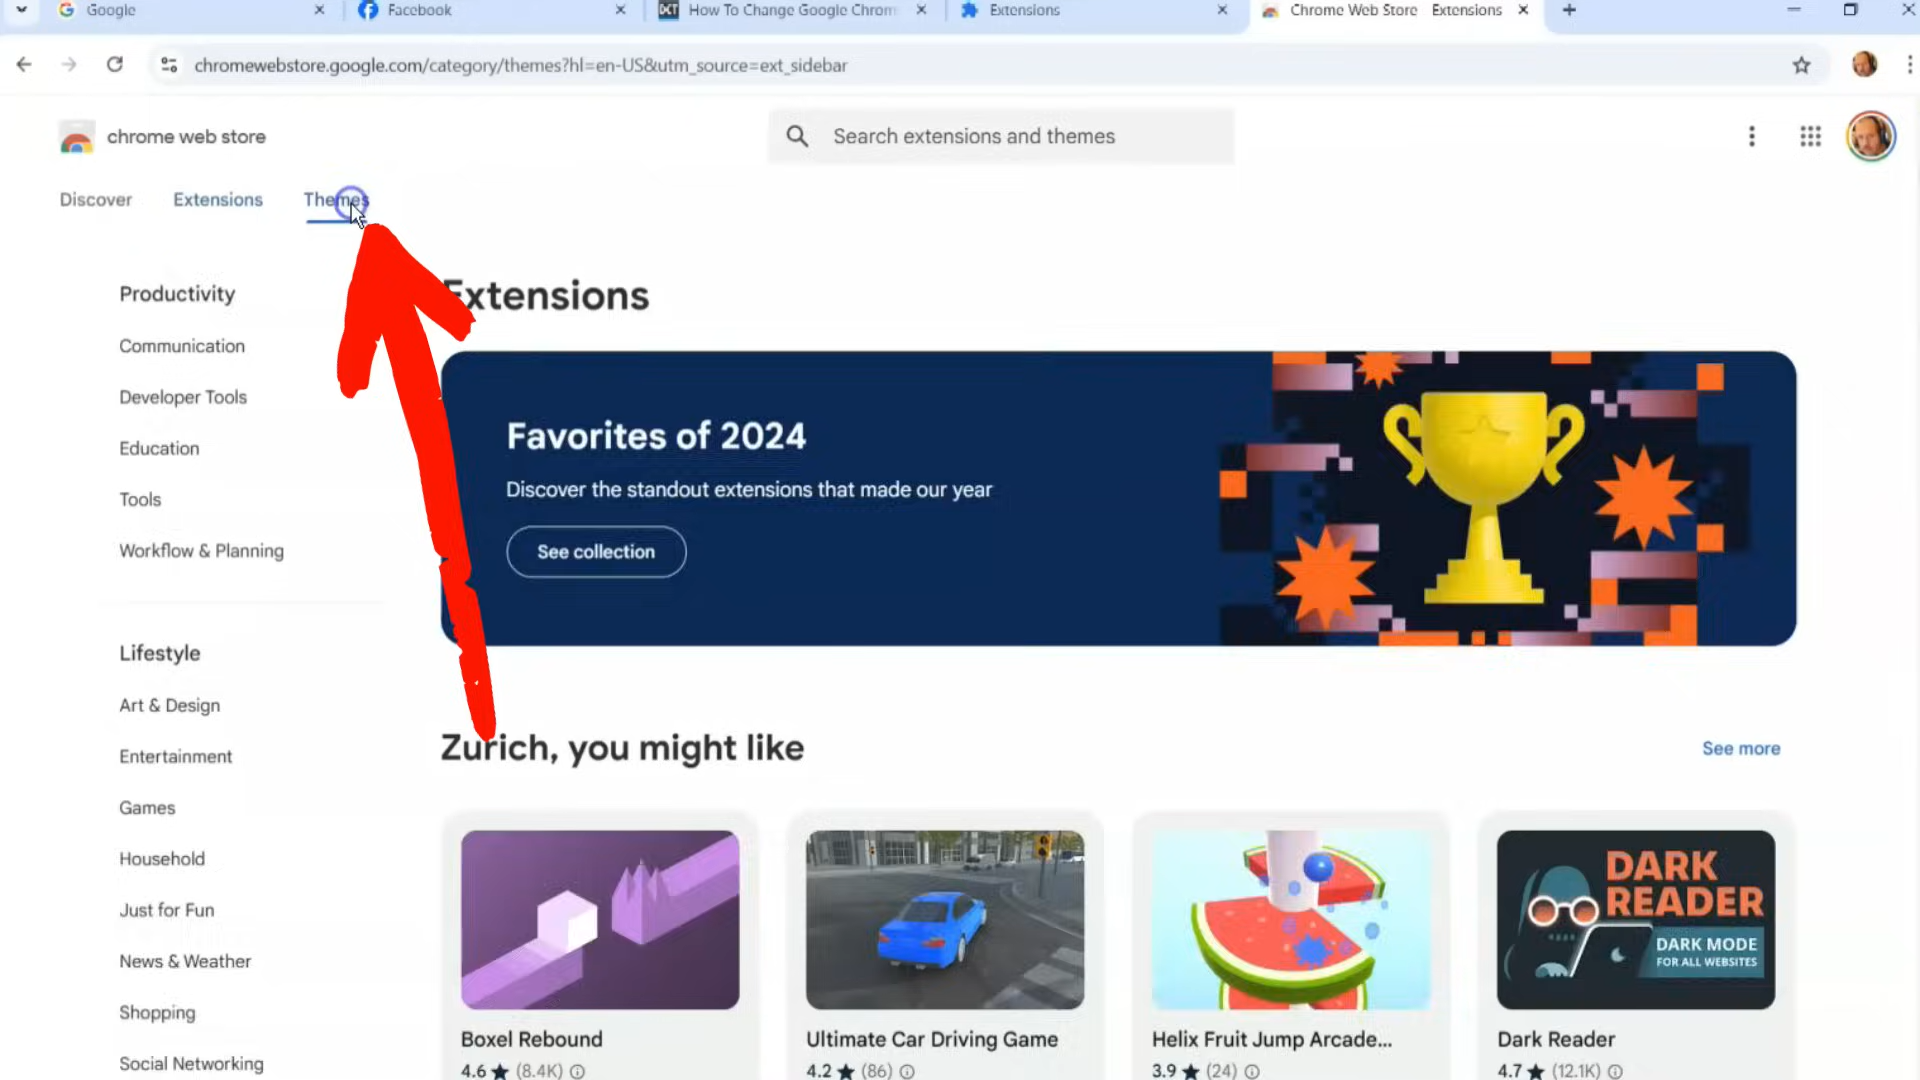 Google
Facebook
How To Change Google Chrom
Extensions
Chrome Web Store Extensions
chromewebstore.google.com/category/themes?hl=en-US&utm_source=ext_sidebar
chrome web store
Search extensions and themes
Discover
Extensions
Themes
Productivity
Communication
Developer Tools
Education
Tools
Workflow & Planning
Lifestyle
Art & Design
Entertainment
Games
Household
Just for Fun
News & Weather
Shopping
Social Networking
Extensions
Favorites of 2024
Discover the standout extensions that made our year
See collection
Zurich, you might like
See more
DARK
READER
DARK MODE
FOR ALL WEBSITES
Boxel Rebound
4.6 ★ (8.4K)
Ultimate Car Driving Game
4.2 ★ (86)
Helix Fruit Jump Arcade...
3.9 ★ (24)
Dark Reader
4.7 ★ (12.1K)